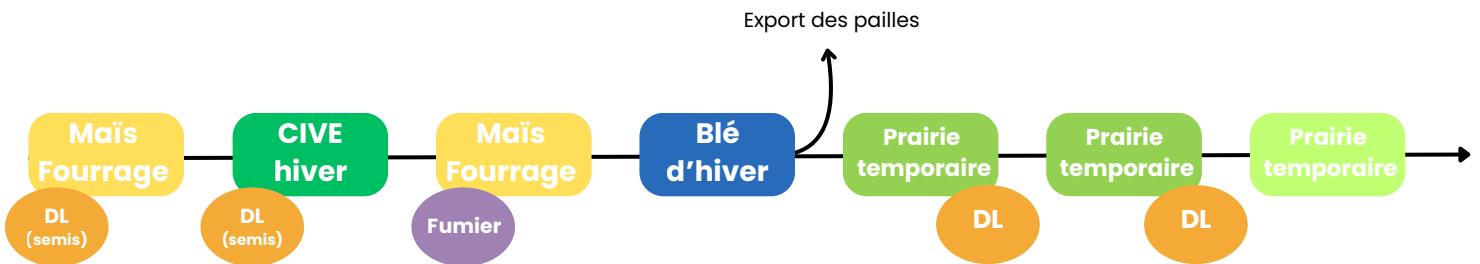 Export des pailles
Maïs
Fourrage
CIVE
hiver
Maïs
Fourrage
Blé
d’hiver
Prairie
temporaire
Prairie
temporaire
Prairie
temporaire
DL
(semis)
DL
(semis)
Fumier
DL
DL